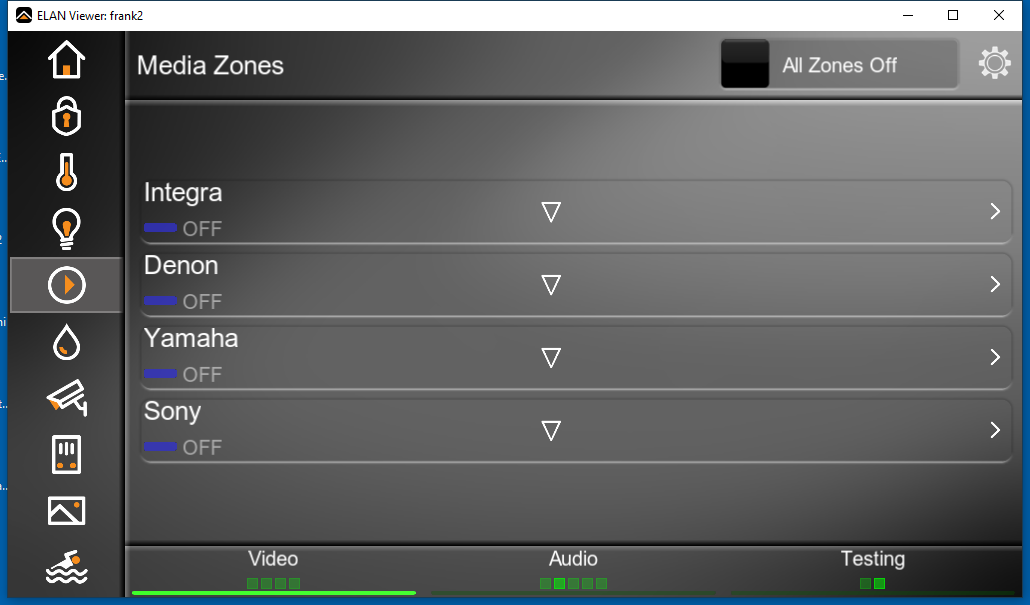 ELAN Viewer: frank2
Media Zones
All Zones Off
Integra
OFF
Denon
OFF
Yamaha
OFF
Sony
OFF
Video
Audio
Testing